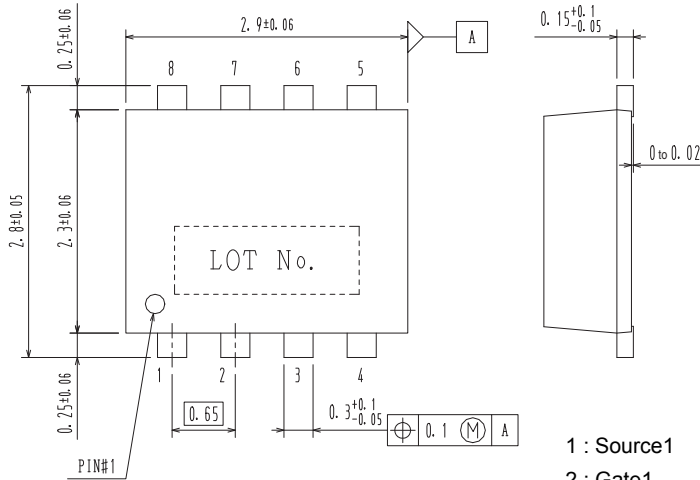 2.9±0.06
A
0.15+0.1 -0.05
0.25±0.06
8 7 6 5
0 to 0.02
2.8±0.05
2.3±0.06
LOT No.
0.25±0.06
1 2 3 4
0.65
0.3+0.1 -0.05
⌖ 0.1 Ⓜ A
PIN#1
1 : Source1